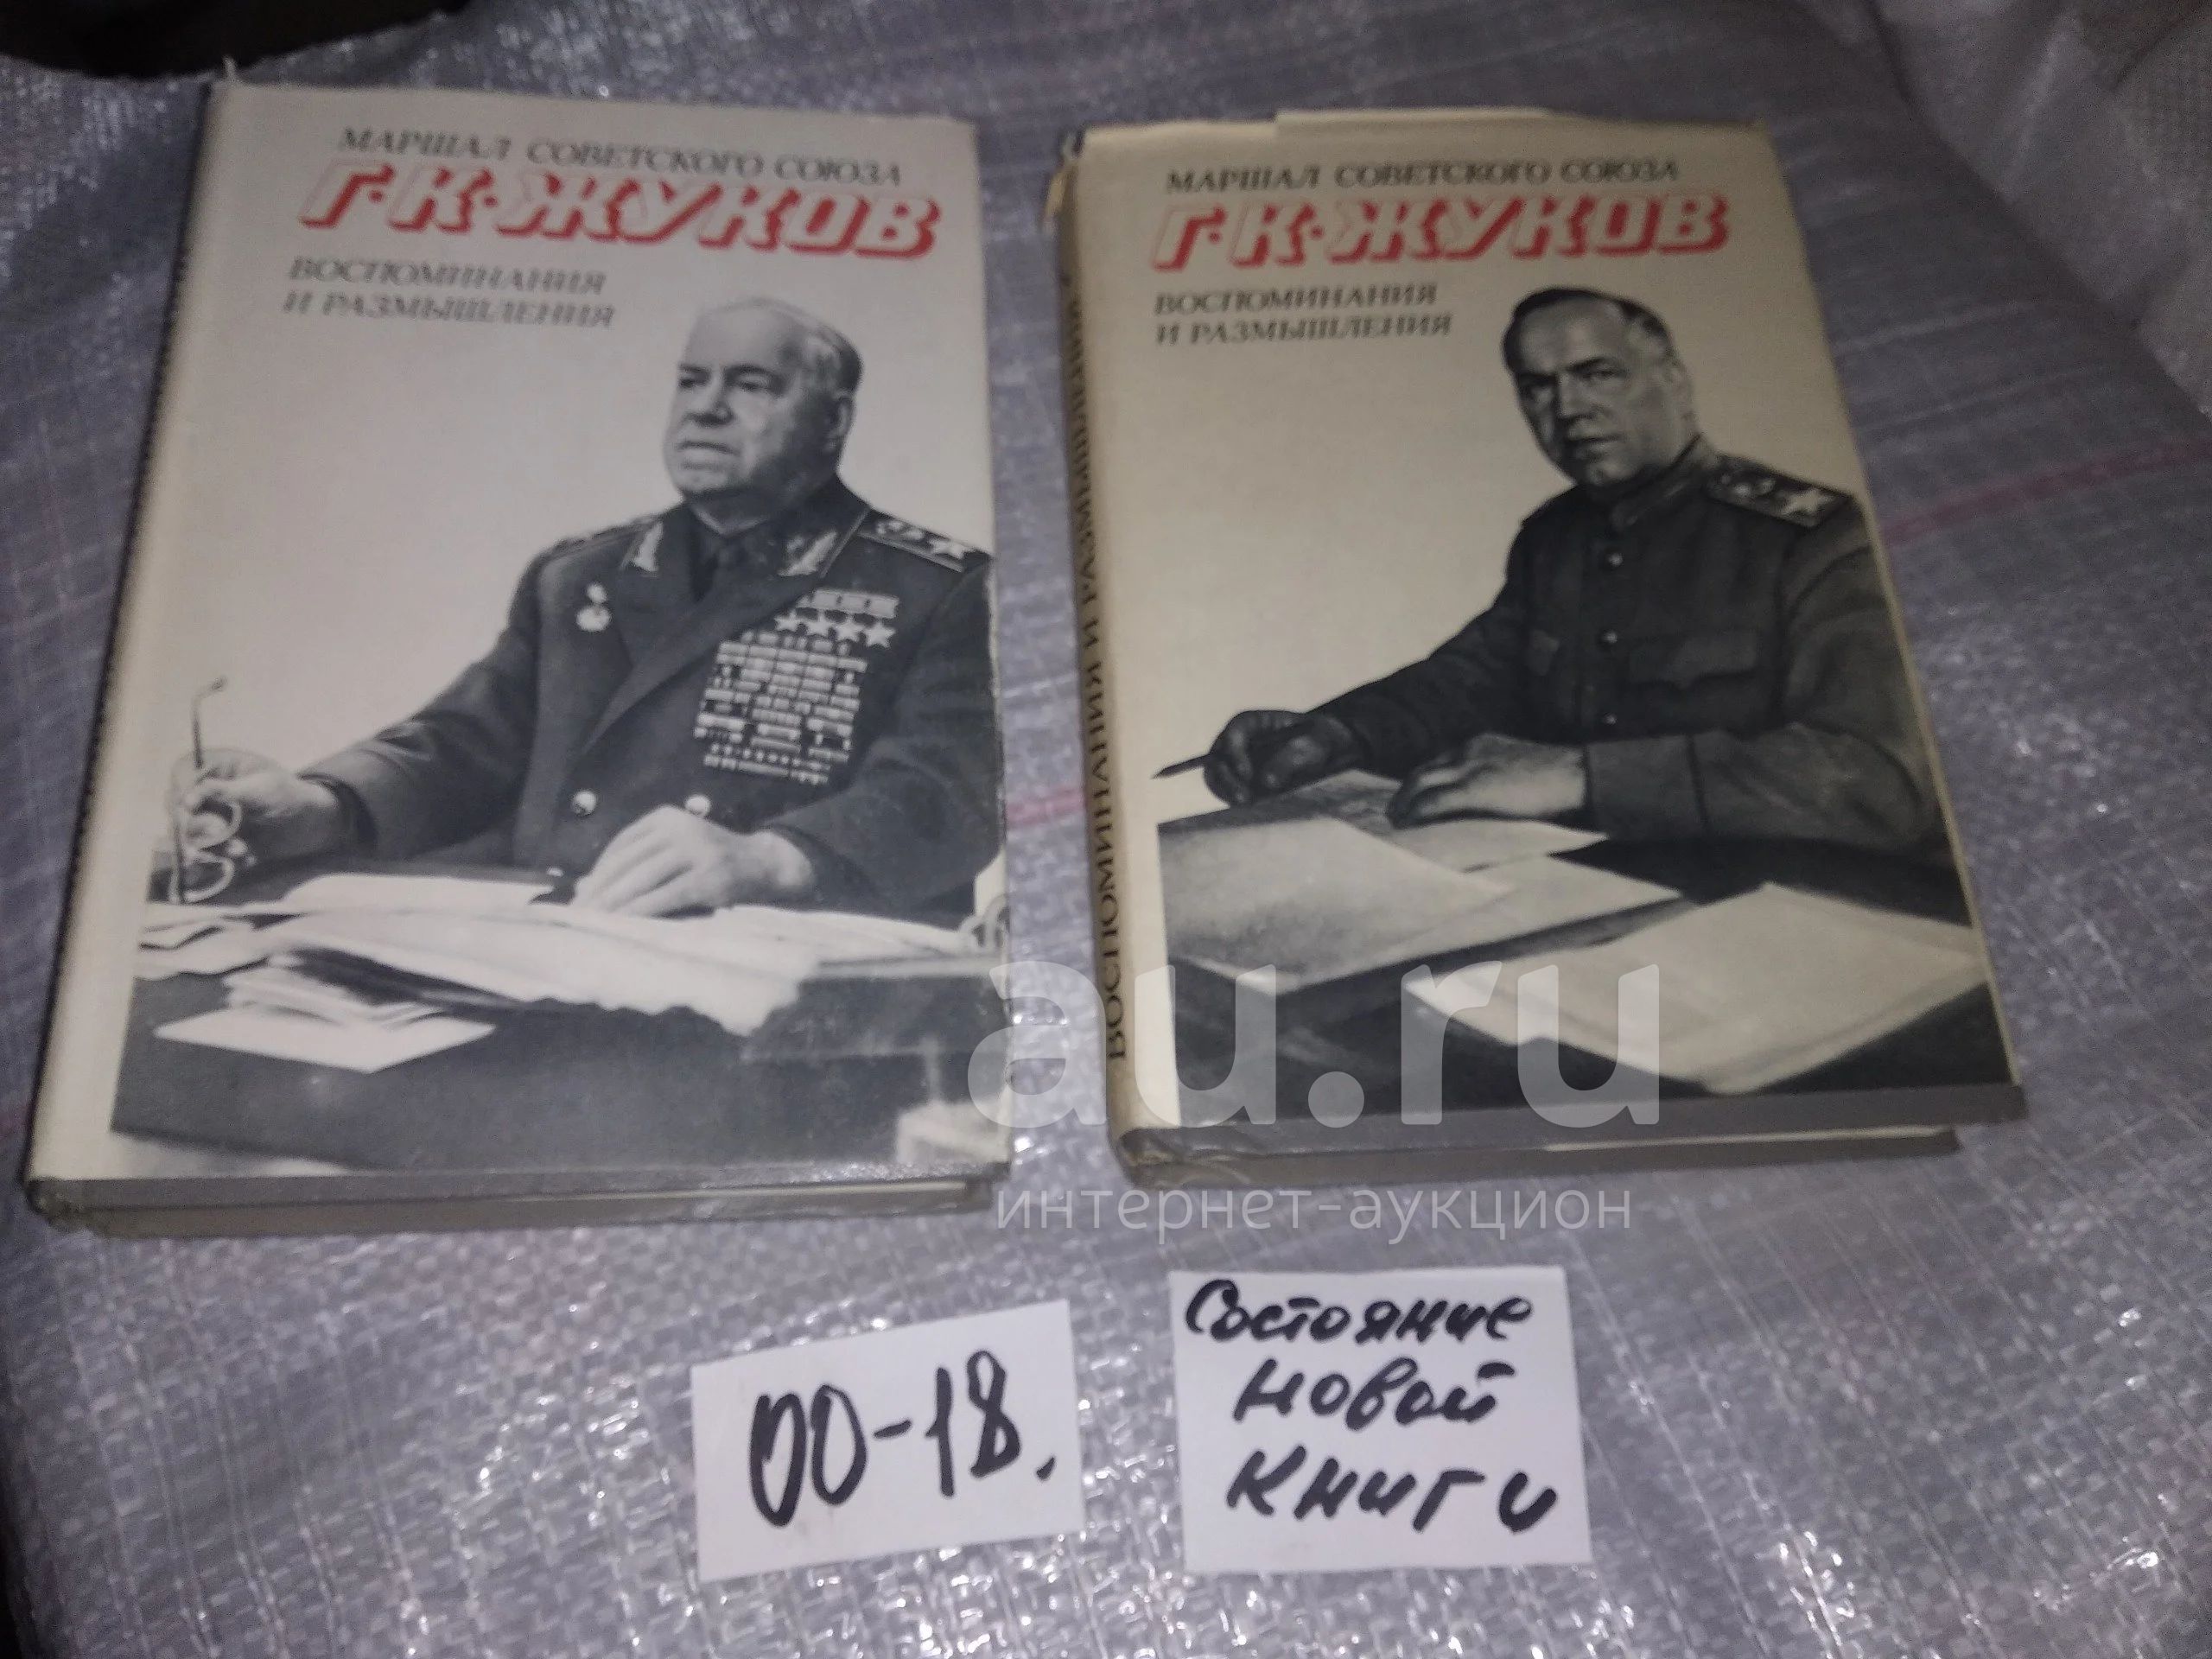 МАРШАЛ СОВЕТСКОГО СОЮЗА
Г·К·ЖУКОВ
ВОСПОМИНАНИЯ
И РАЗМЫШЛЕНИЯ
МАРШАЛ СОВЕТСКОГО СОЮЗА
Г·К·ЖУКОВ
ВОСПОМИНАНИЯ
И РАЗМЫШЛЕНИЯ
ВОСПОМИНАНИЯ И РАЗМЫШЛЕНИЯ
au.ru
интернет-аукцион
00-18.
Состояние
новой
книги